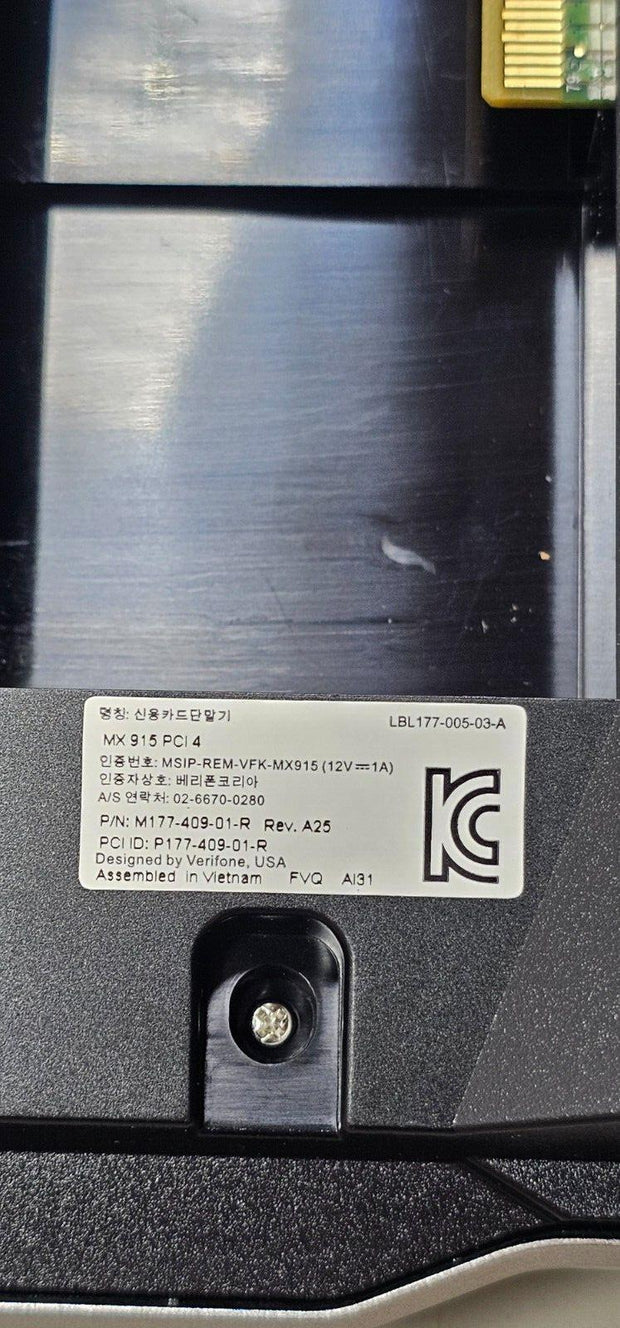 명칭: 신용카드단말기
LBL177-005-03-A
MX 915 PCI 4
인증번호: MSIP-REM-VFK-MX915 (12V⎓1A)
인증자상호: 베리폰코리아
A/S 연락처: 02-6670-0280
P/N: M177-409-01-R Rev. A25
PCI ID: P177-409-01-R
Designed by Verifone, USA
Assembled in Vietnam FVQ AI31